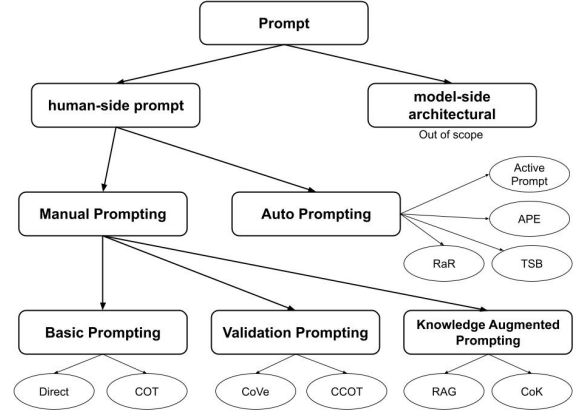 Prompt
human-side prompt
model-side
architectural
Out of scope
Manual Prompting
Auto Prompting
Active
Prompt
APE
RaR
TSB
Basic Prompting
Validation Prompting
Knowledge Augmented
Prompting
Direct
COT
CoVe
CCOT
RAG
CoK